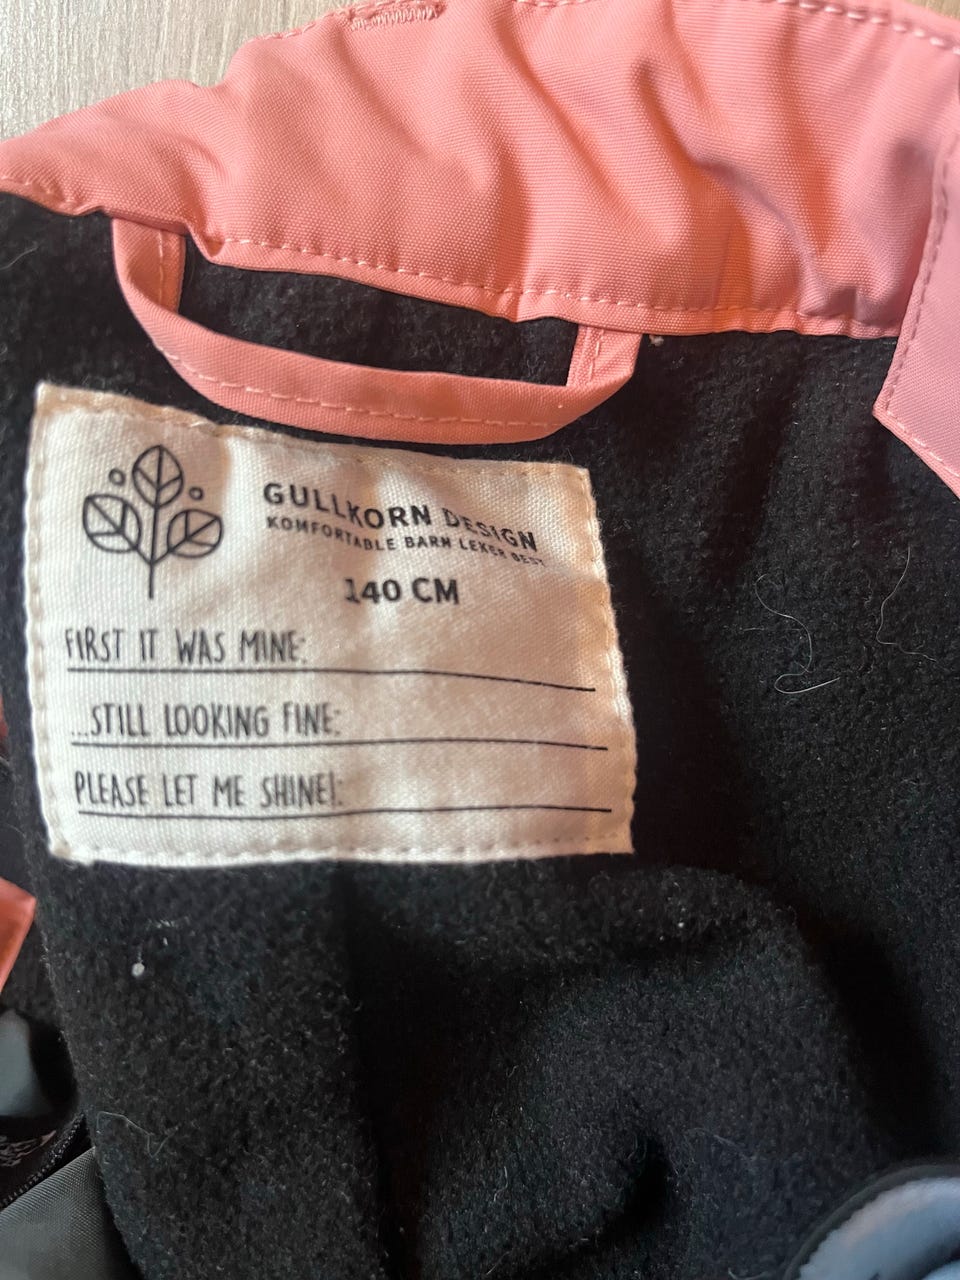 GULLKORN DESIGN
KOMFORTABLE BARN LEKER BEST
140 CM
FIRST IT WAS MINE:
...STILL LOOKING FINE:
PLEASE LET ME SHINE!: